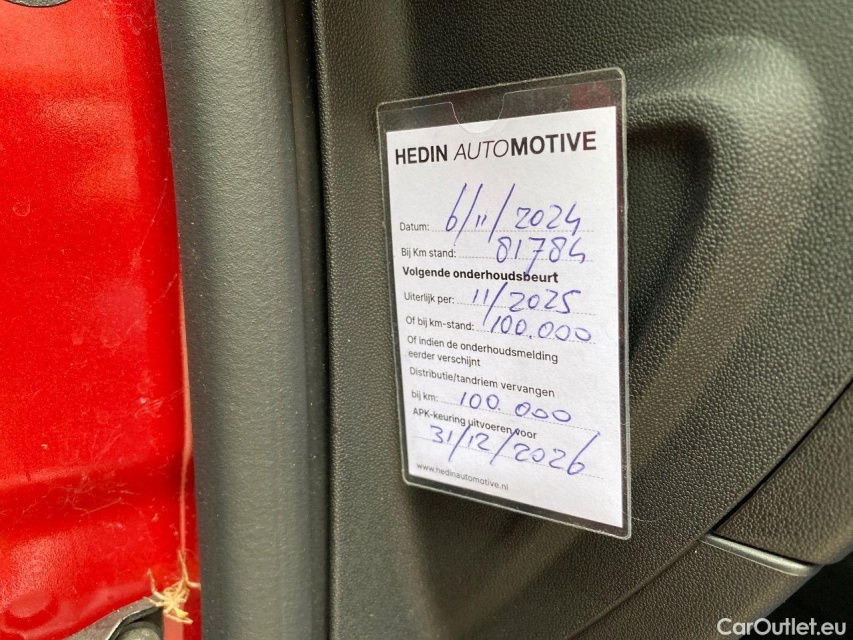 HEDIN AUTOMOTIVE
Datum: 6/11/2024
Bij Km stand: 81784
Volgende onderhoudsbeurt
Uiterlijk per: 11/2025
Of bij km-stand: 100.000
Of indien de onderhoudsmelding
eerder verschijnt
Distributie/tandriem vervangen
bij km: 100.000
APK-keuring uitvoeren voor
31/12/2026
www.hedinautomotive.nl
CarOutlet.eu